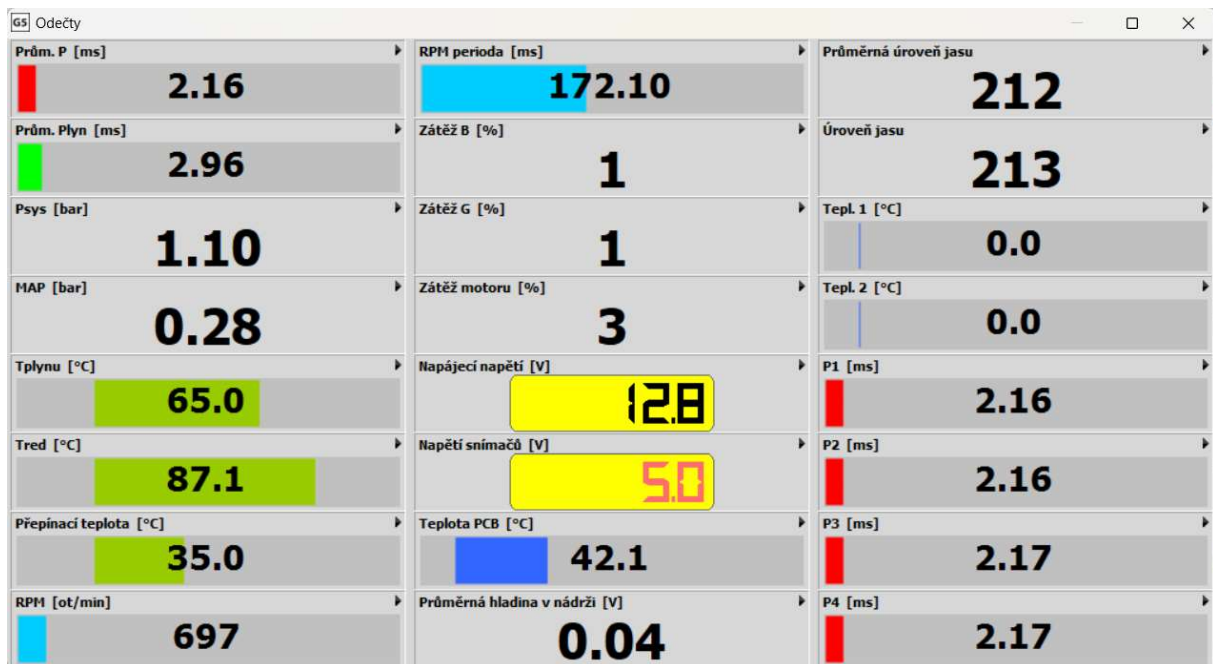 G5 Odečty
Prům. P [ms]
2.16
Prům. Plyn [ms]
2.96
Psys [bar]
1.10
MAP [bar]
0.28
Tplynu [°C]
65.0
Tred [°C]
87.1
Přepínací teplota [°C]
35.0
RPM [ot/min]
697
RPM perioda [ms]
172.10
Zátěž B [%]
1
Zátěž G [%]
1
Zátěž motoru [%]
3
Napájecí napětí [V]
12.8
Napětí snímačů [V]
5.0
Teplota PCB [°C]
42.1
Průměrná hladina v nádrži [V]
0.04
Průměrná úroveň jasu
212
Úroveň jasu
213
Tepl. 1 [°C]
0.0
Tepl. 2 [°C]
0.0
P1 [ms]
2.16
P2 [ms]
2.16
P3 [ms]
2.17
P4 [ms]
2.17